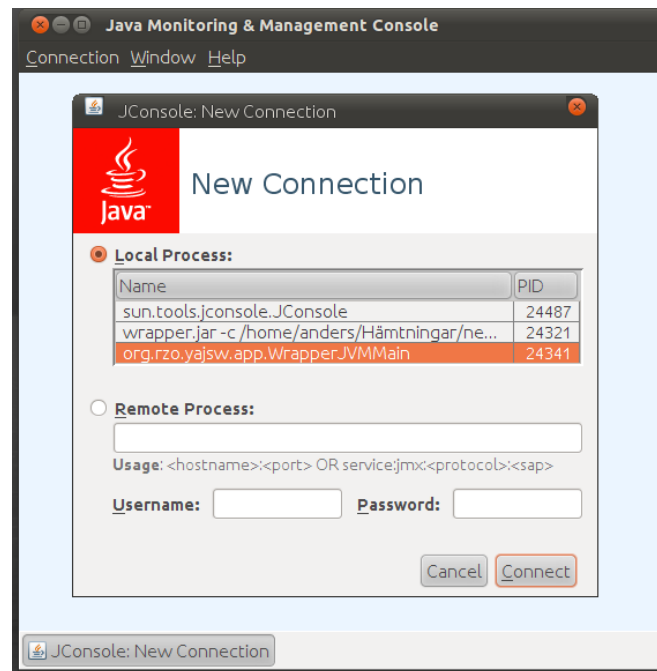 Java Monitoring & Management Console
Connection Window Help
JConsole: New Connection
Java™
New Connection
Local Process:
Name PID
sun.tools.jconsole.JConsole 24487
wrapper.jar -c /home/anders/Hämtningar/ne... 24321
org.rzo.yajsw.app.WrapperJVMMain 24341
Remote Process:
Usage: <hostname>:<port> OR service:jmx:<protocol>:<sap>
Username: Password:
Cancel Connect
JConsole: New Connection